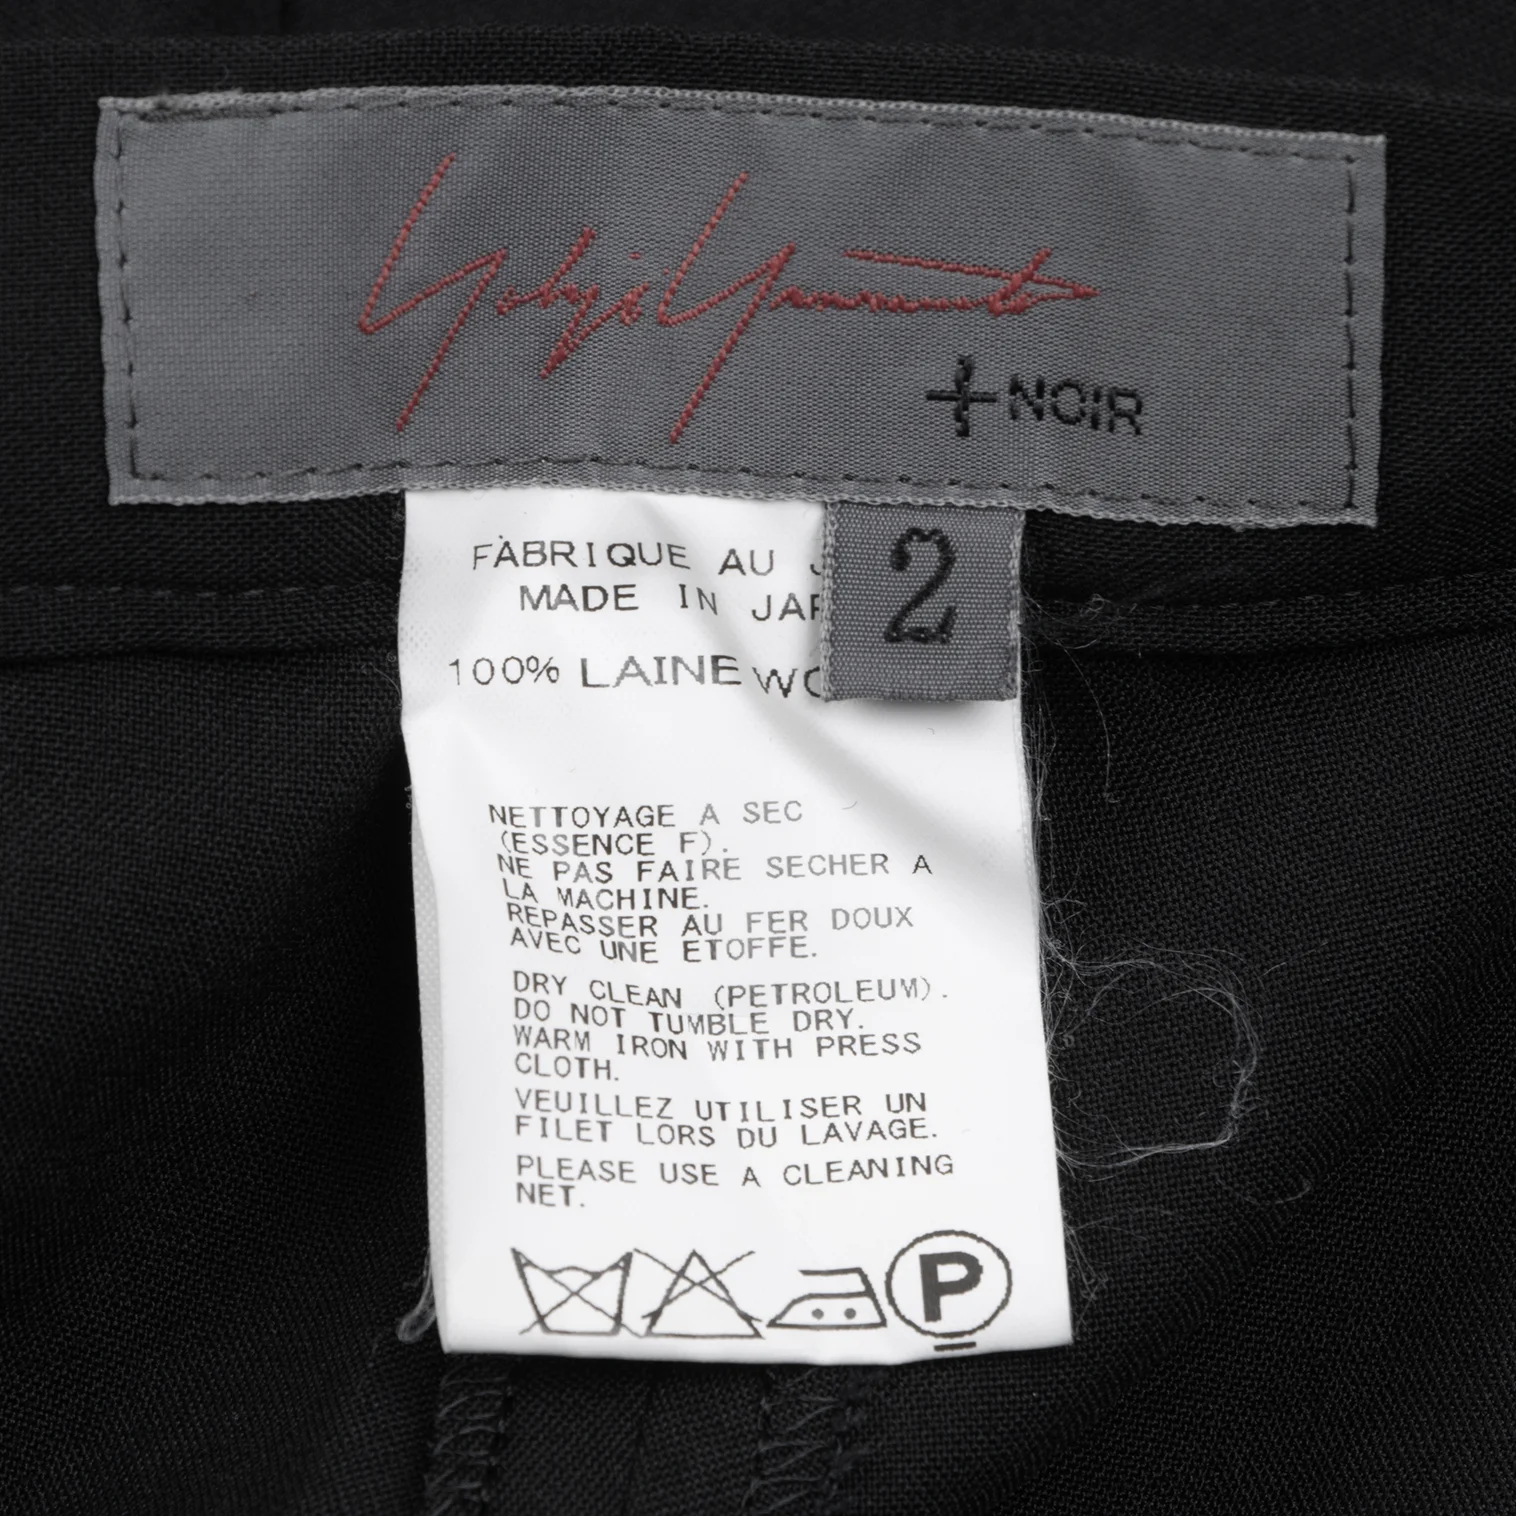 Yohji Yamamoto
+NOIR
2
FABRIQUE AU
MADE IN
100% LAINE
NETTOYAGE A SEC
(ESSENCE F).
NE PAS FAIRE SECHER A
LA MACHINE.
REPASSER AU FER DOUX
AVEC UNE ETOFFE.
DRY CLEAN (PETROLEUM).
DO NOT TUMBLE DRY.
WARM IRON WITH PRESS
CLOTH.
VEUILLEZ UTILISER UN
FILET LORS DU LAVAGE.
PLEASE USE A CLEANING
NET.
P